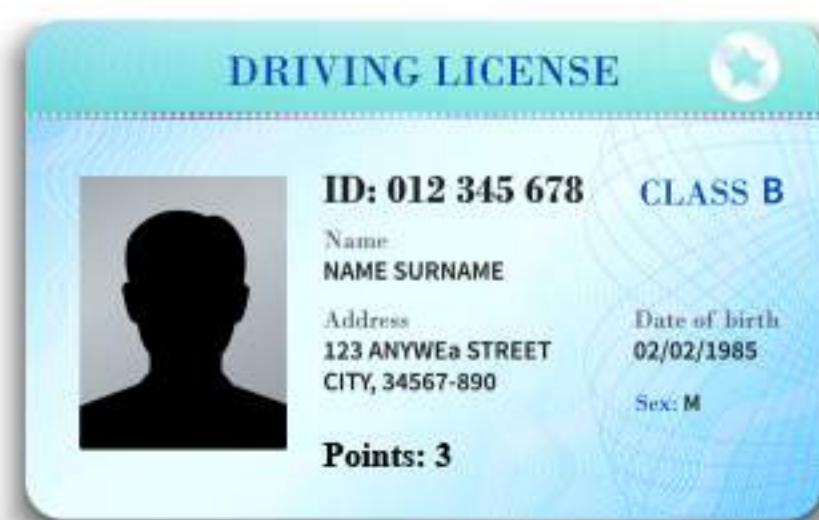 DRIVING LICENSE
ID: 012 345 678
CLASS B
Name
NAME SURNAME
Address
123 ANYWEa STREET
CITY, 34567-890
Date of birth
02/02/1985
Sex: M
Points: 3